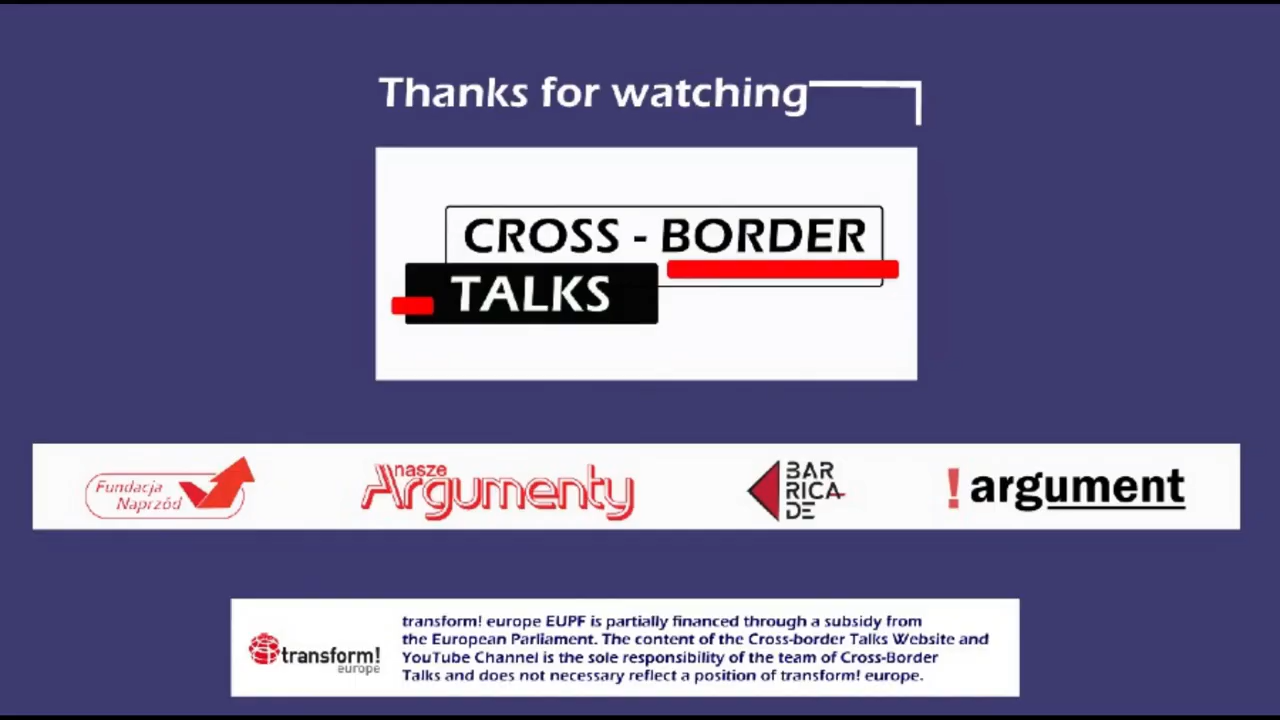 Thanks for watching
CROSS - BORDER
TALKS
Fundacja
Naprzód
nasze
Argumenty
BAR
RICA
DE
! argument
transform!
europe
transform! europe EUPF is partially financed through a subsidy from
the European Parliament. The content of the Cross-border Talks Website and
YouTube Channel is the sole responsibility of the team of Cross-Border
Talks and does not necessary reflect a position of transform! europe.